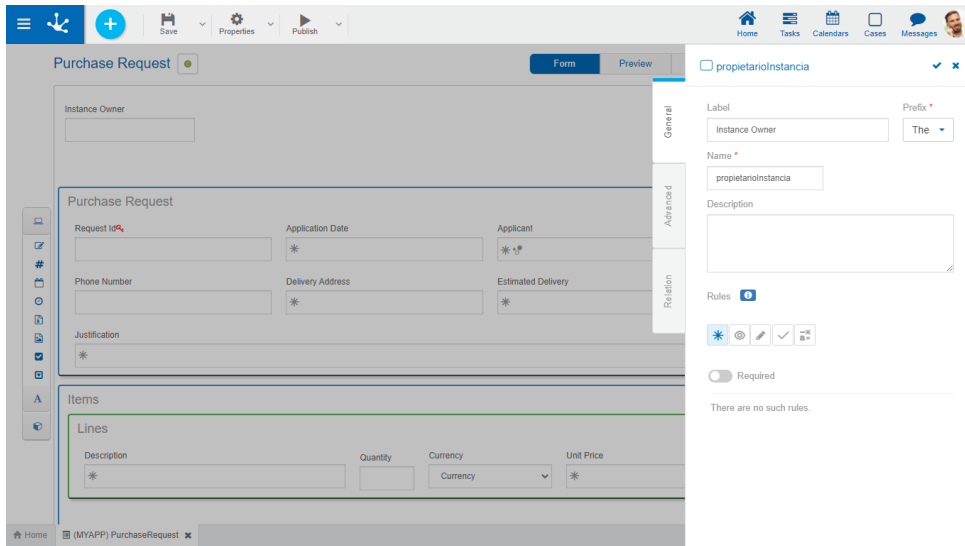 Save
Properties
Publish
Home
Tasks
Calendars
Cases
Messages
Purchase Request
Form
Preview
Instance Owner
Purchase Request
Request Id
Application Date
Applicant
Phone Number
Delivery Address
Estimated Delivery
Justification
Items
Lines
Description
Quantity
Currency
Unit Price
Currency
General
Advanced
Relation
propietarioInstancia
Label
Prefix *
Instance Owner
The
Name *
propietarioInstancia
Description
Rules
Required
There are no such rules.
Home
(MYAPP) PurchaseRequest